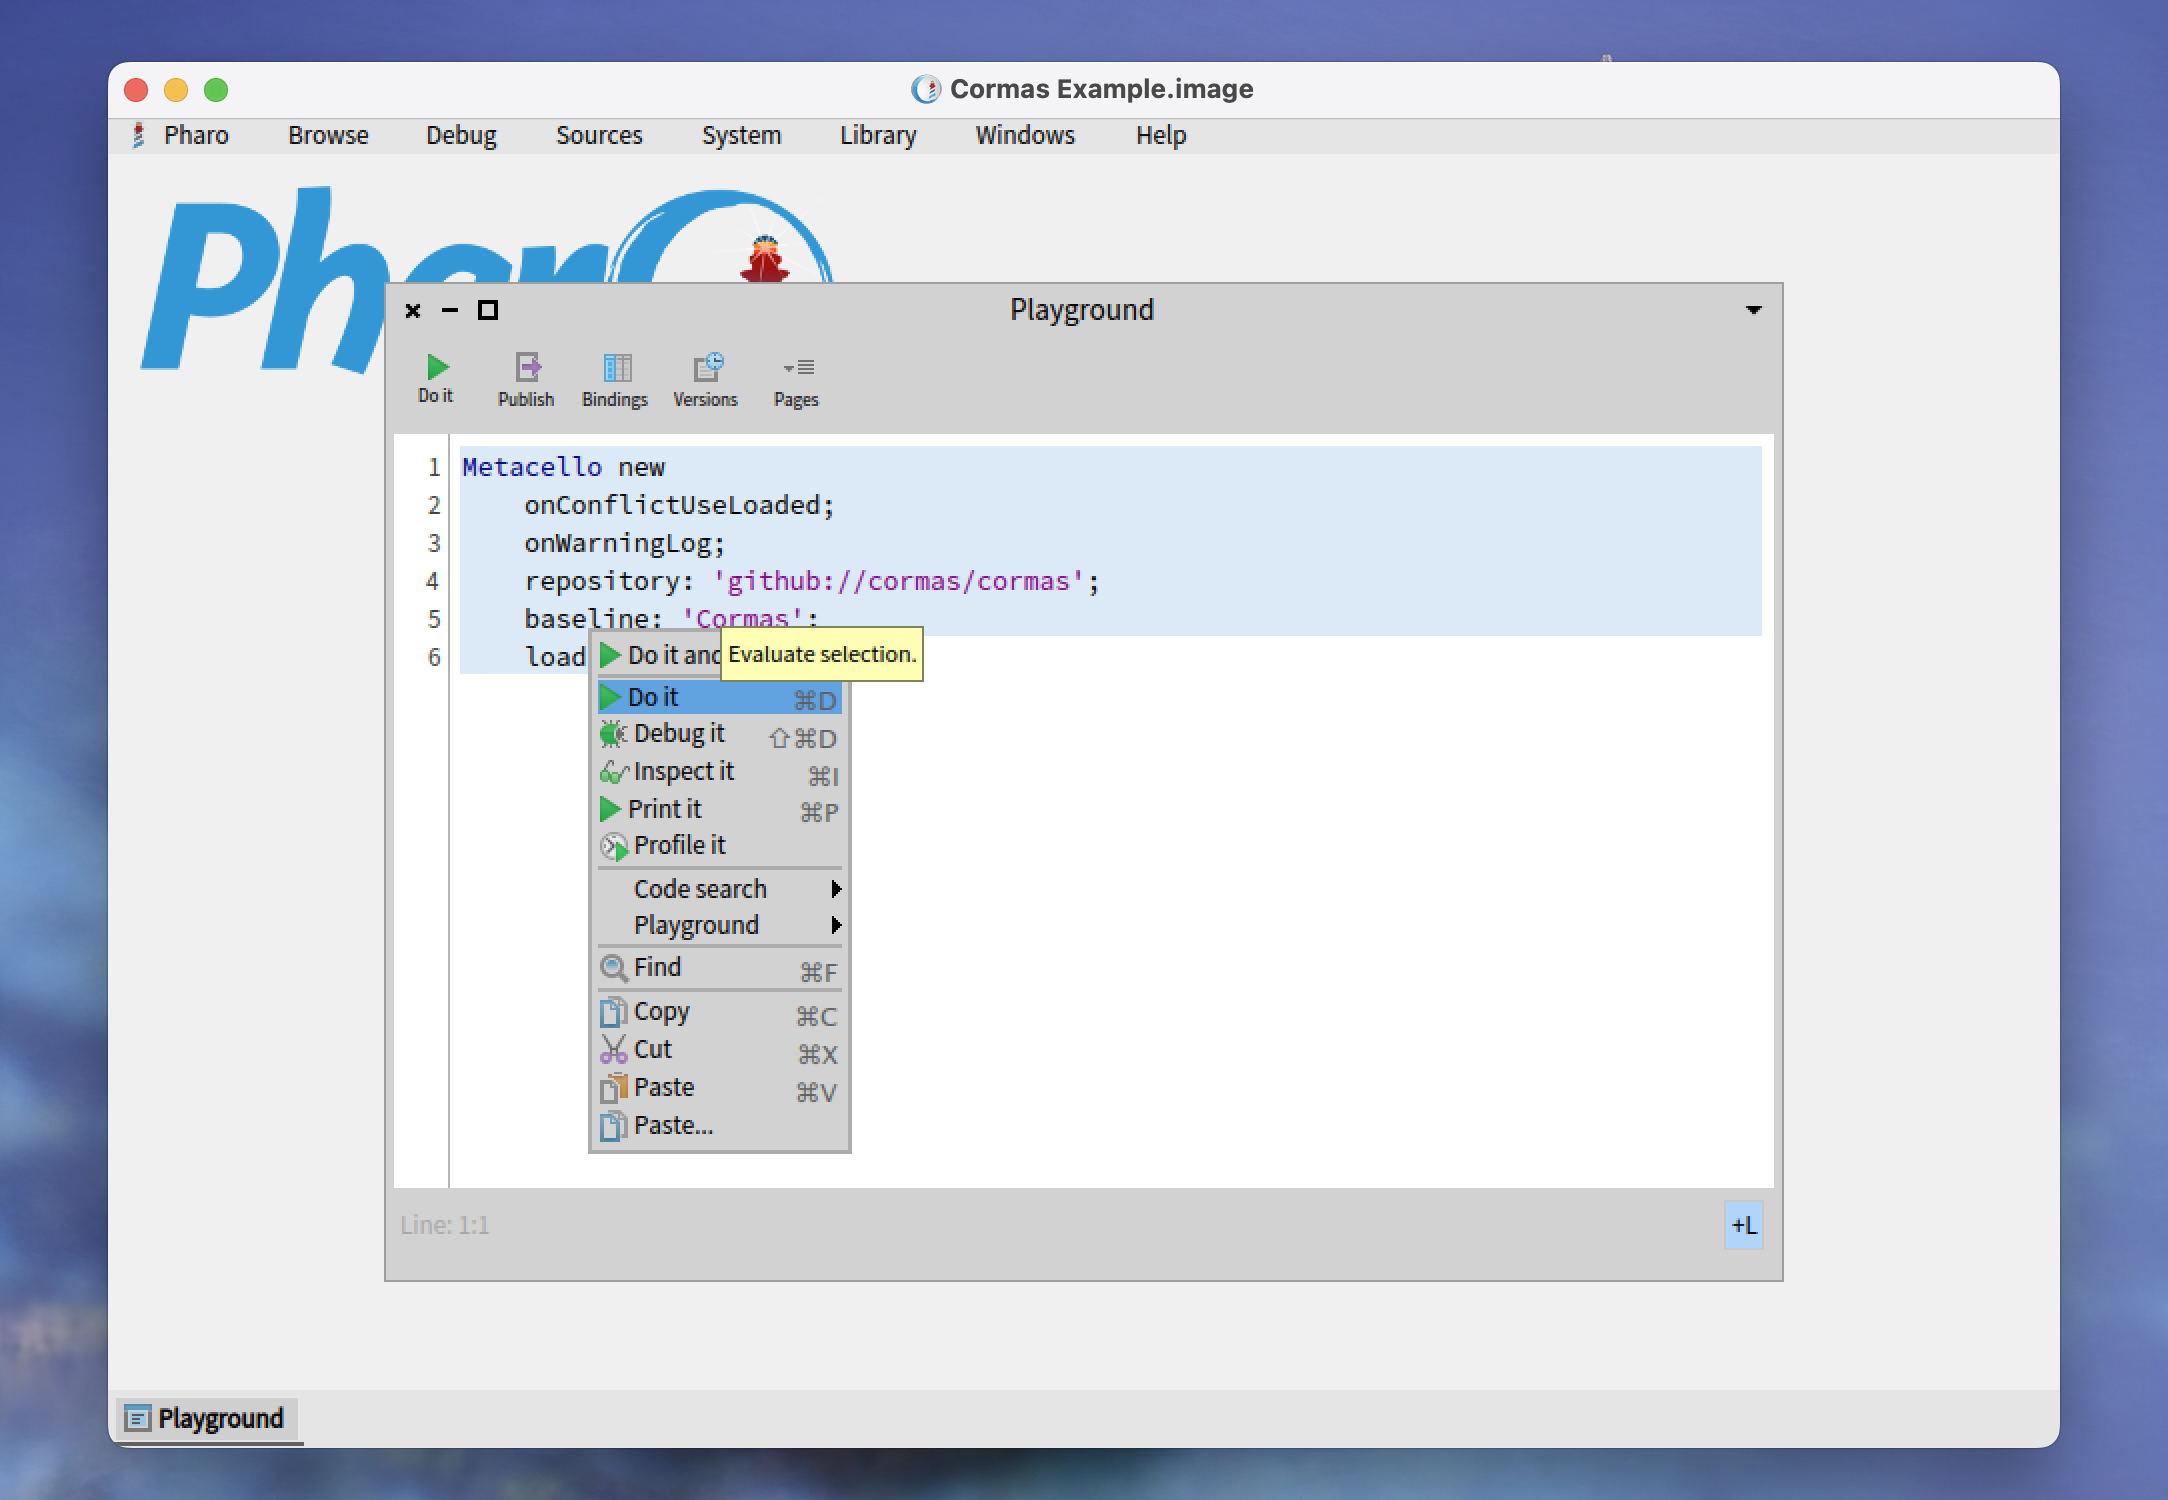 Cormas Example.image
Pharo Browse Debug Sources System Library Windows Help
Phar
Playground
Do it Publish Bindings Versions Pages
1 Metacello new
2 onConflictUseLoaded;
3 onWarningLog;
4 repository: 'github://cormas/cormas';
5 baseline: 'Cormas';
6 load
Do it and
Evaluate selection.
Do it ⌘D
Debug it ⇧⌘D
Inspect it ⌘I
Print it ⌘P
Profile it
Code search
Playground
Find ⌘F
Copy ⌘C
Cut ⌘X
Paste ⌘V
Paste...
Line: 1:1
+L
Playground